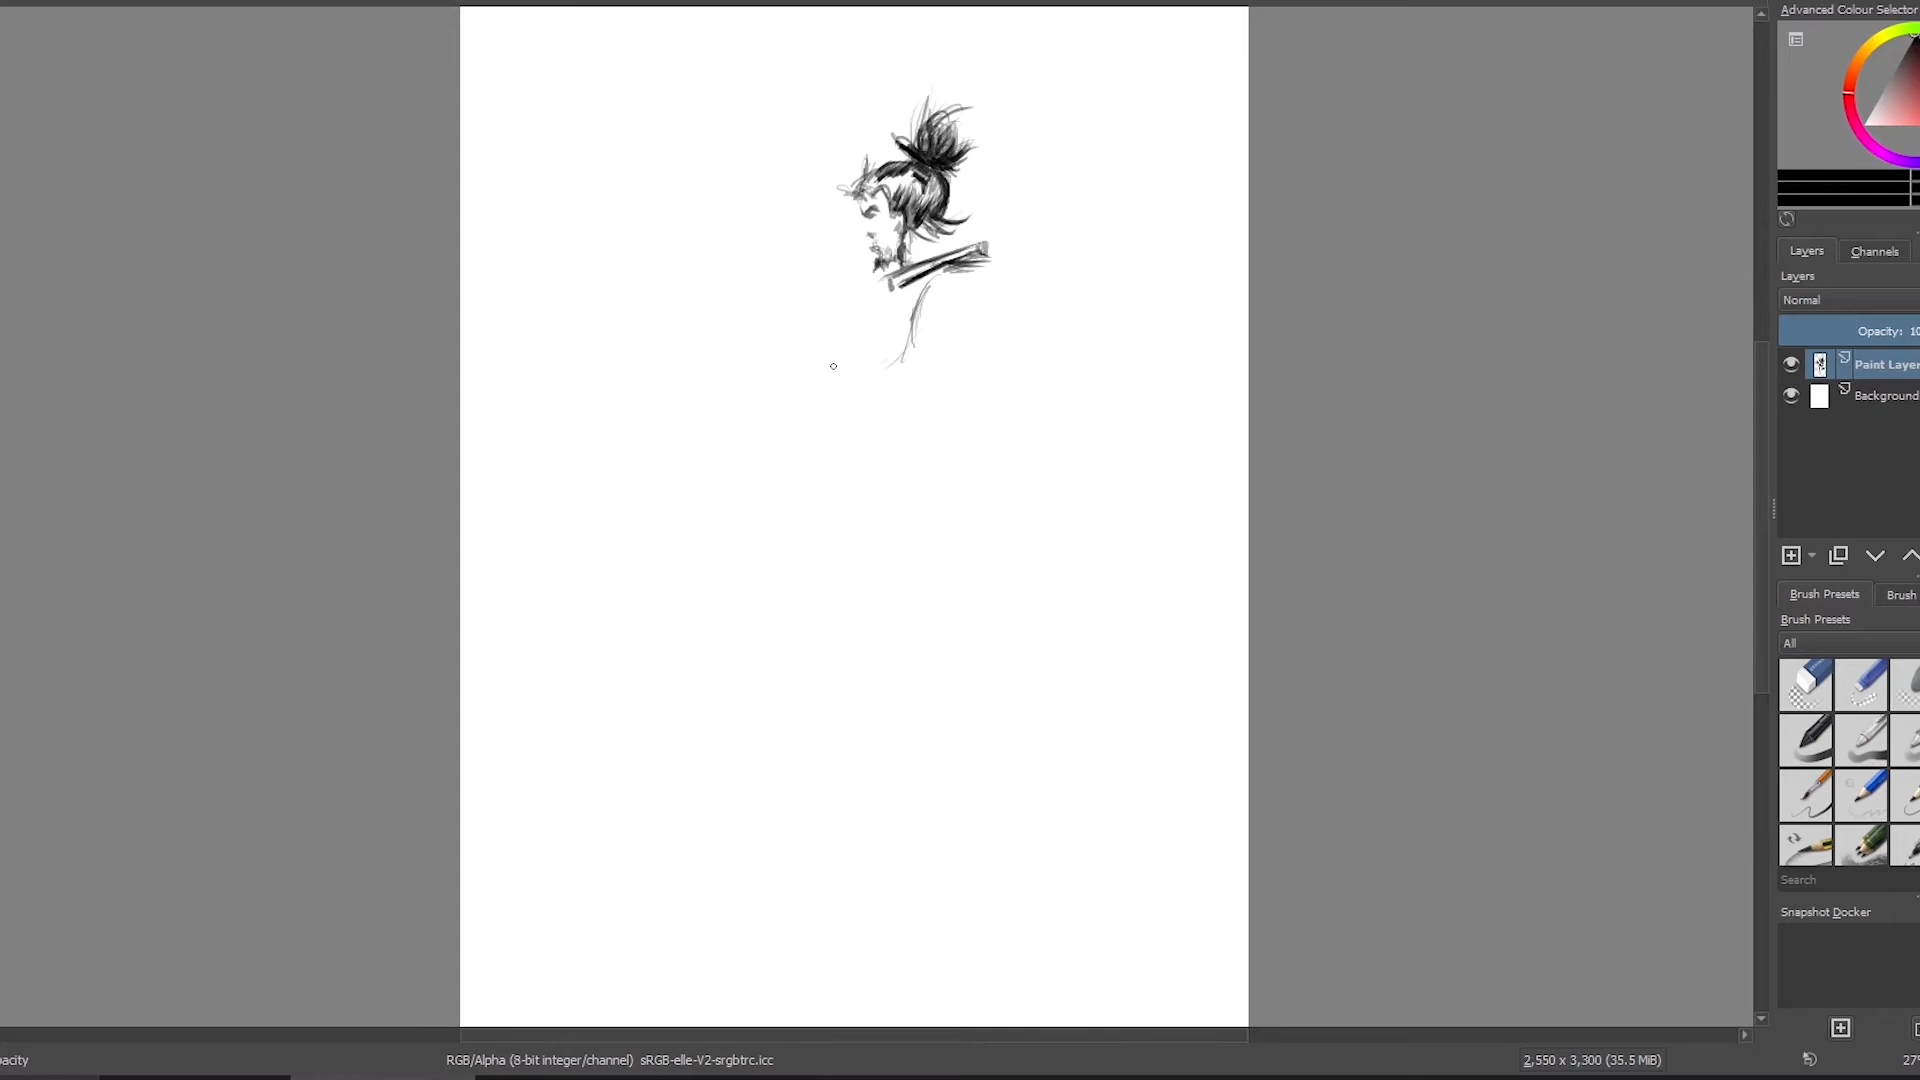 Advanced Colour Selector
Layers
Channels
Layers
Normal
Opacity: 10
Paint Layer
Background
Brush Presets
Brush
Brush Presets
All
Search
Snapshot Docker
pacity
RGB/Alpha (8-bit integer/channel) sRGB-elle-V2-srgbtrc.icc
2,550 x 3,300 (35.5 MiB)
27%